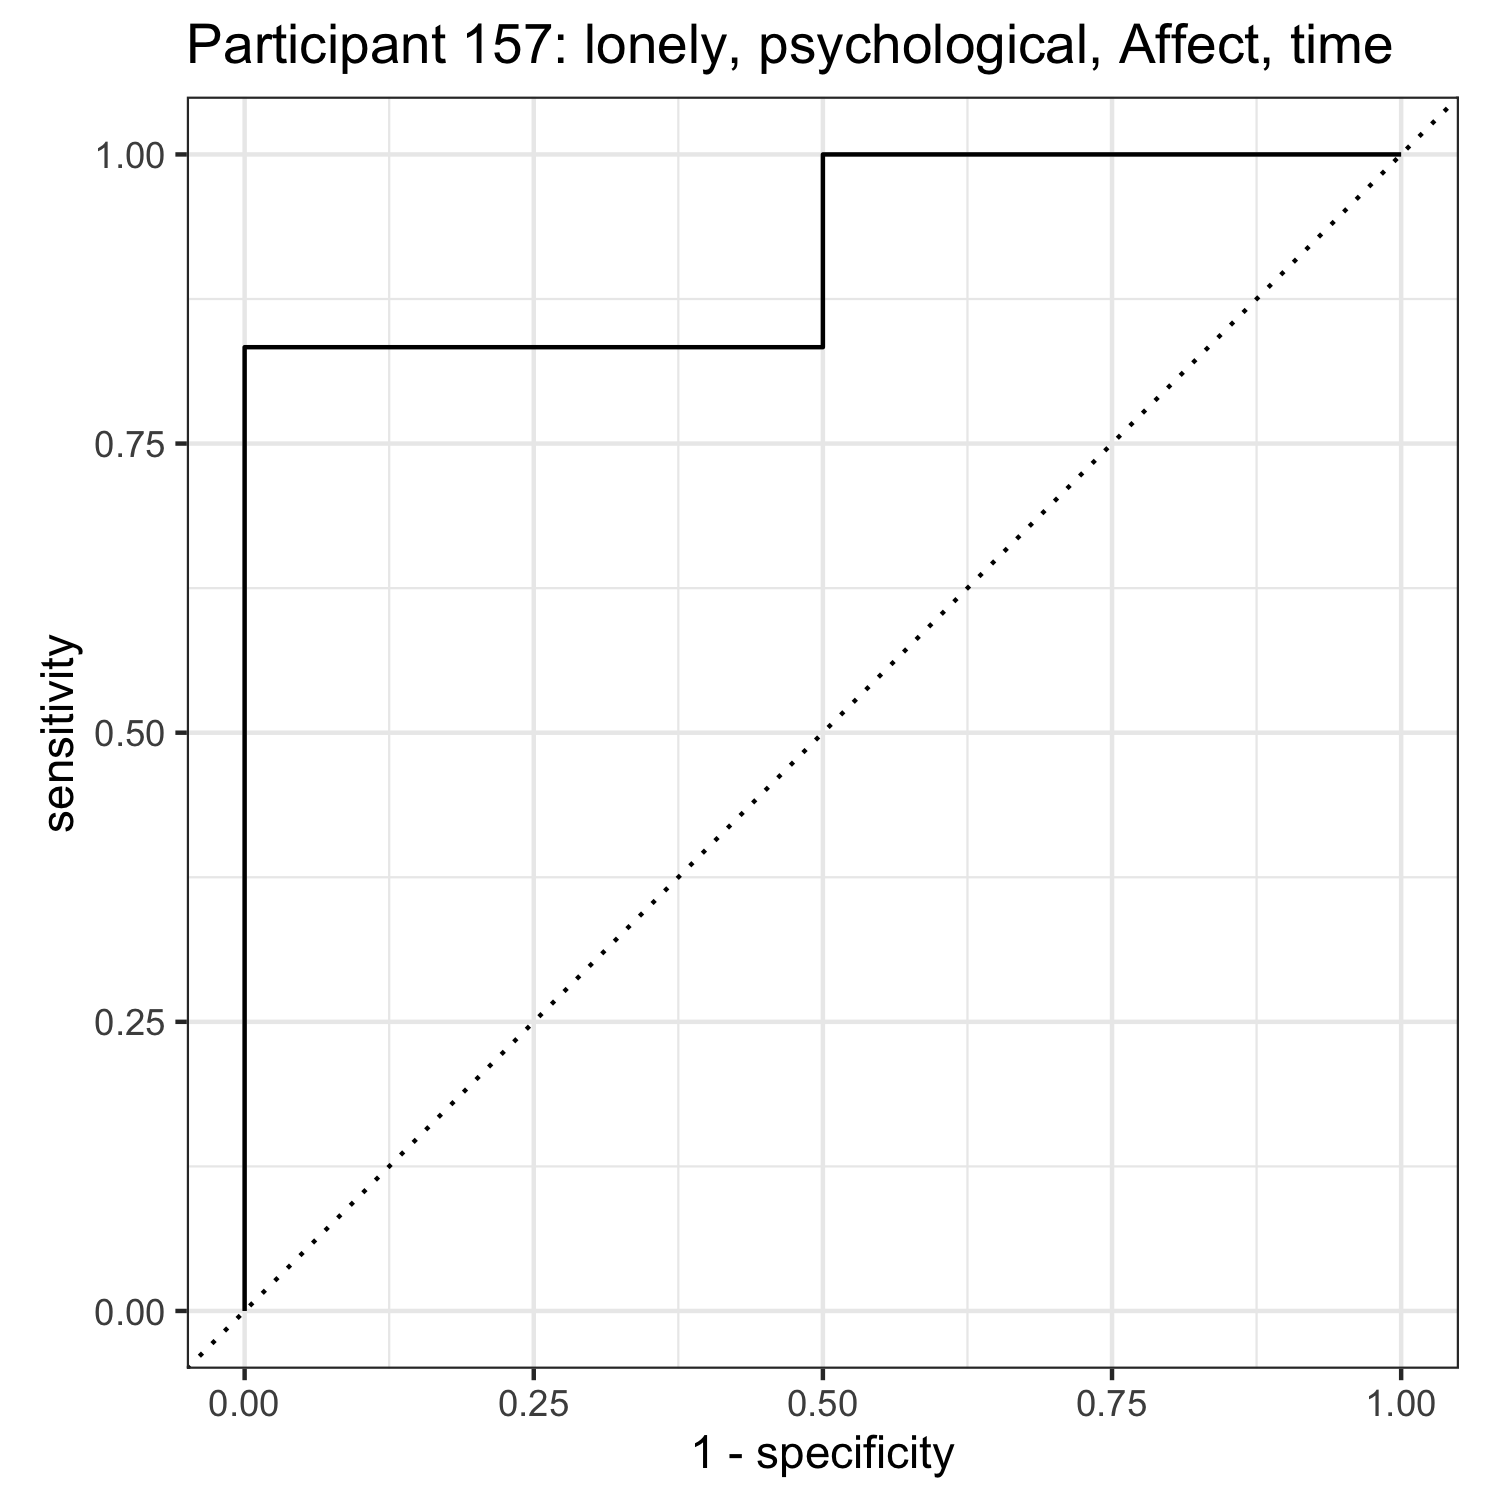 Participant 157: lonely, psychological, Affect, time
1.00
0.75
0.50
0.25
0.00
sensitivity
0.00 0.25 0.50 0.75 1.00
1 - specificity